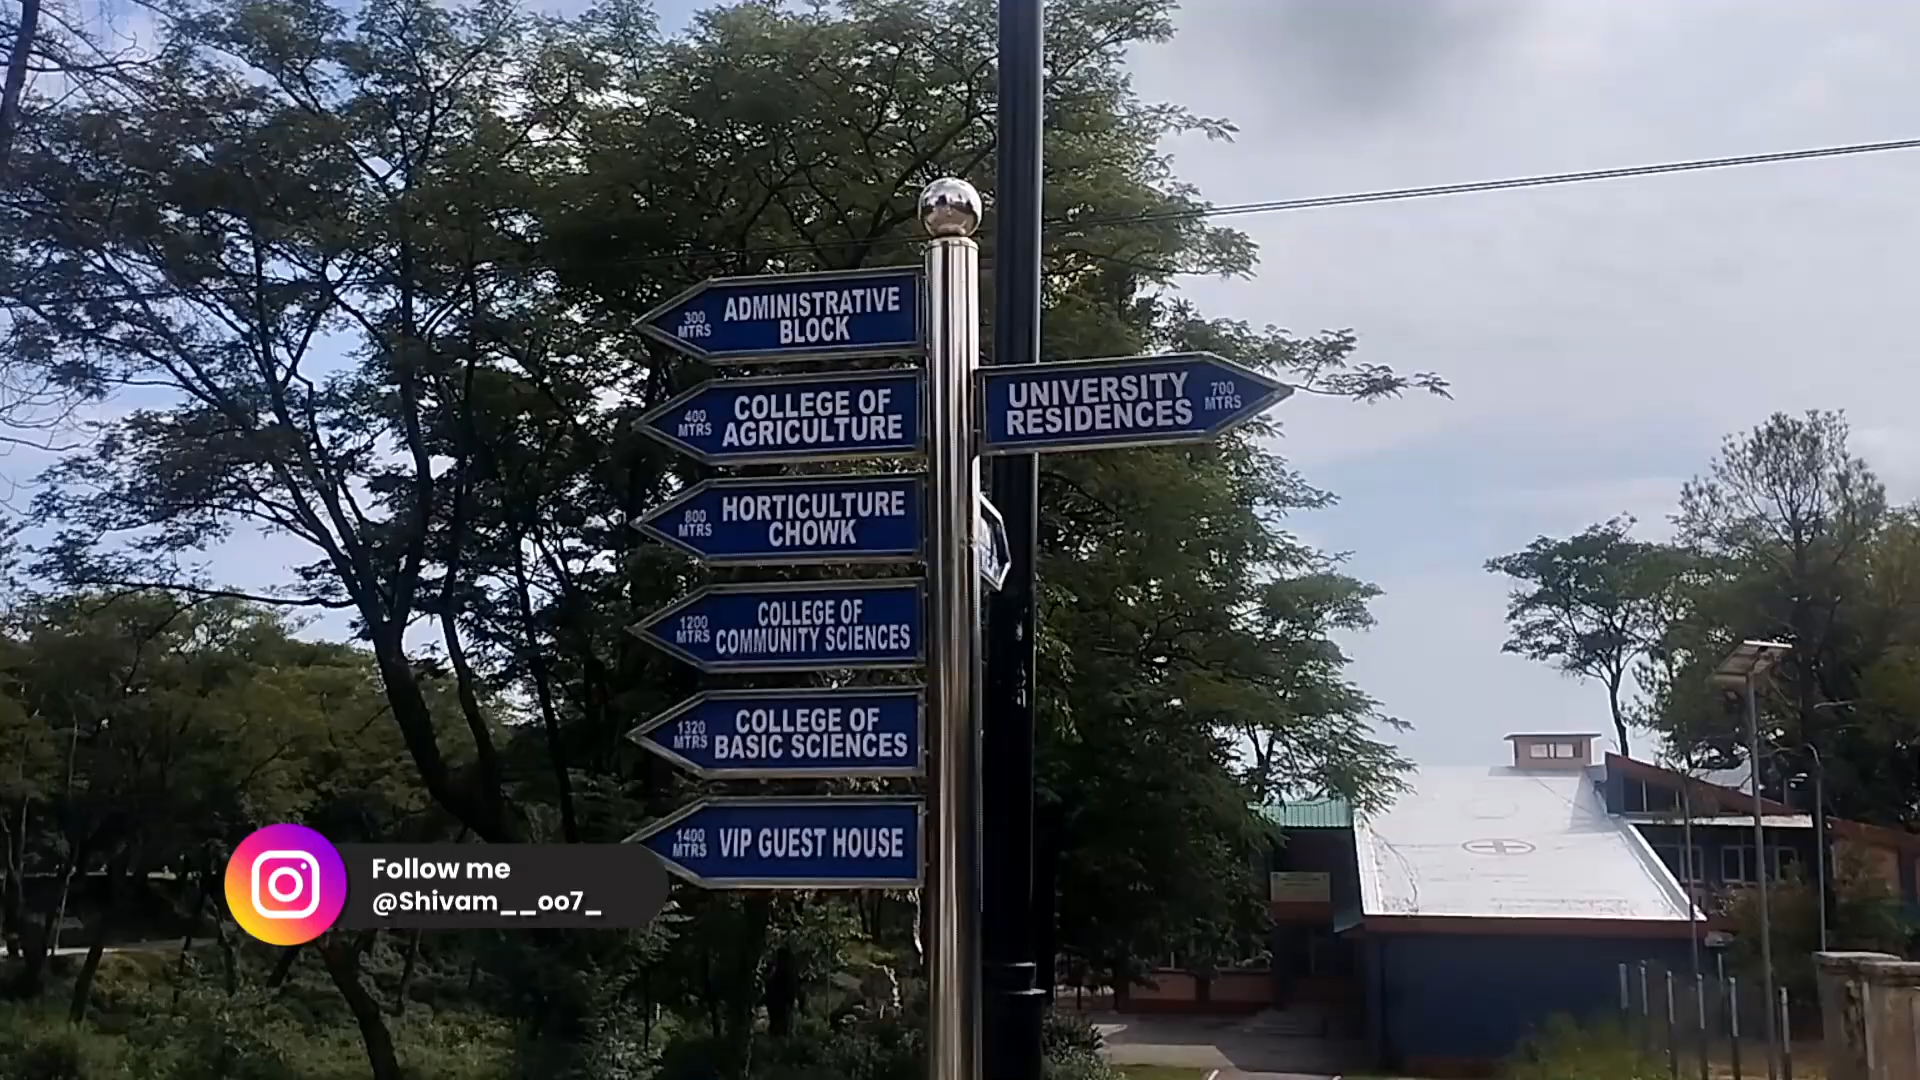 300
MTRS
ADMINISTRATIVE
BLOCK
400
MTRS
COLLEGE OF
AGRICULTURE
UNIVERSITY
RESIDENCES
700
MTRS
800
MTRS
HORTICULTURE
CHOWK
1200
MTRS
COLLEGE OF
COMMUNITY SCIENCES
1320
MTRS
COLLEGE OF
BASIC SCIENCES
1400
MTRS
VIP GUEST HOUSE
Follow me
@Shivam__oo7_